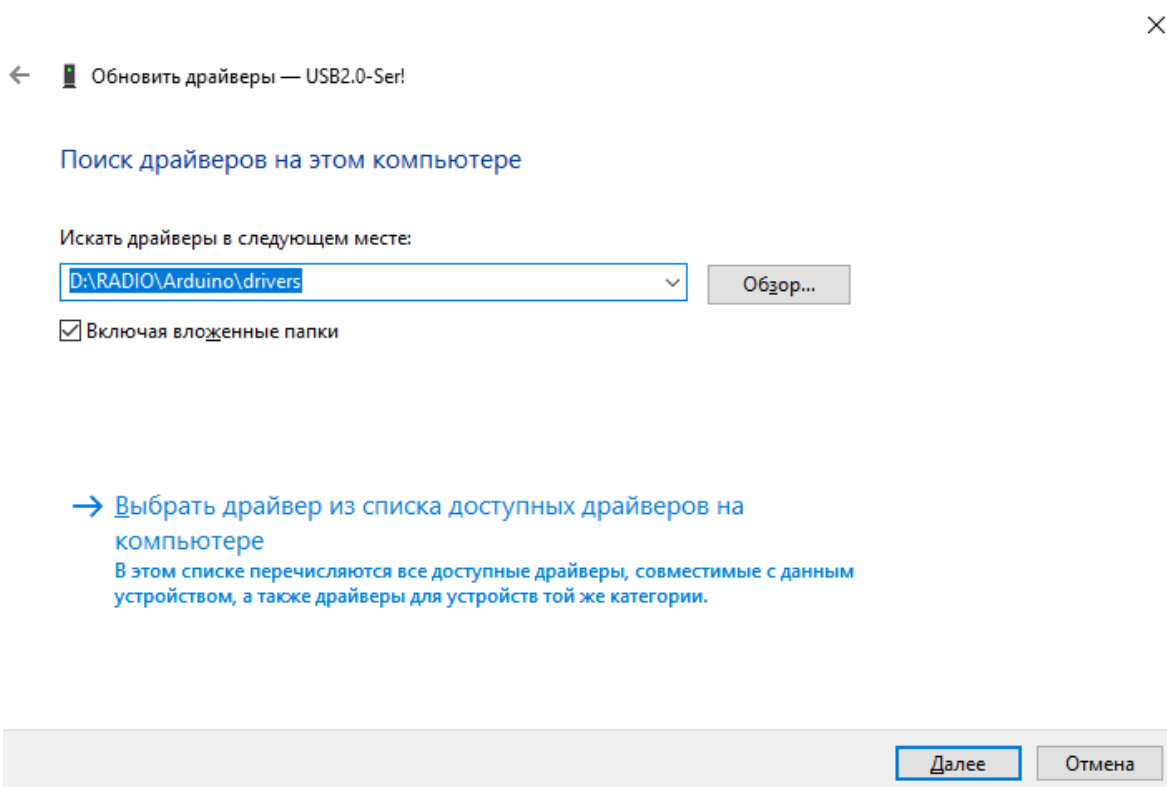 Обновить драйверы — USB2.0-Ser!
Поиск драйверов на этом компьютере
Искать драйверы в следующем месте:
D:\RADIO\Arduino\drivers
Обзор...
Включая вложенные папки
Выбрать драйвер из списка доступных драйверов на
компьютере
В этом списке перечисляются все доступные драйверы, совместимые с данным
устройством, а также драйверы для устройств той же категории.
Далее
Отмена